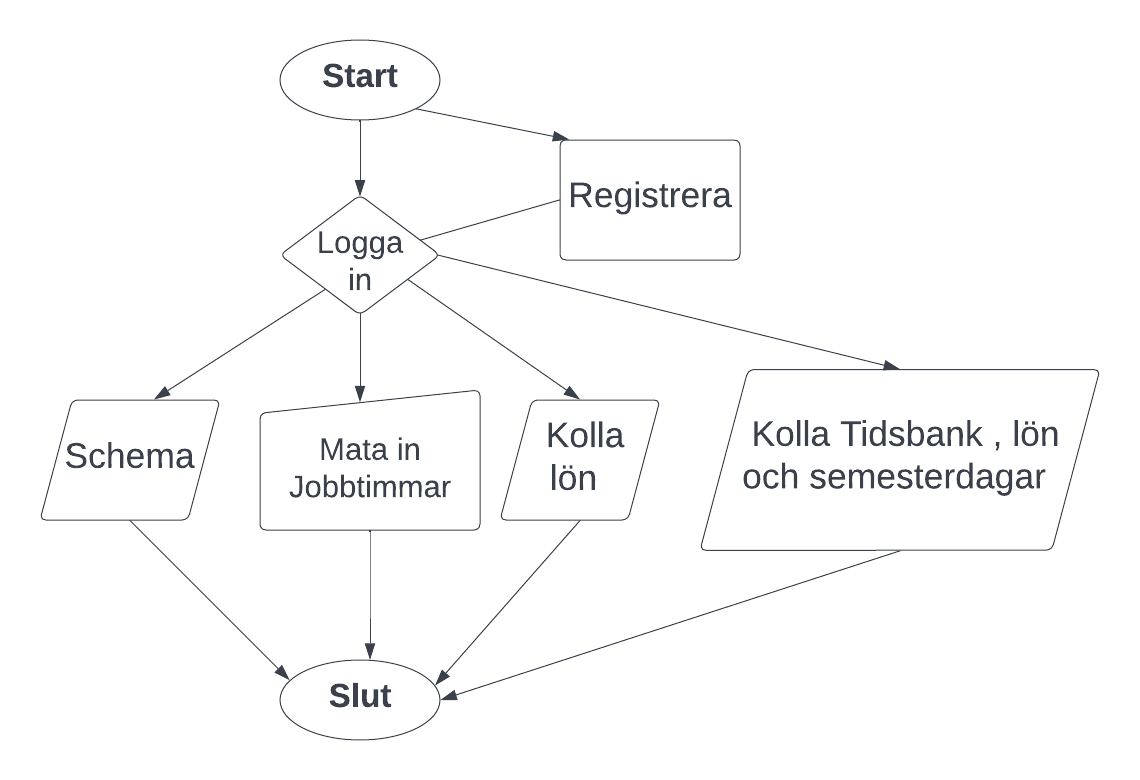 Start
Registrera
Logga
in
Schema
Mata in
Jobbtimmar
Kolla
lön
Kolla Tidsbank , lön
och semesterdagar
Slut